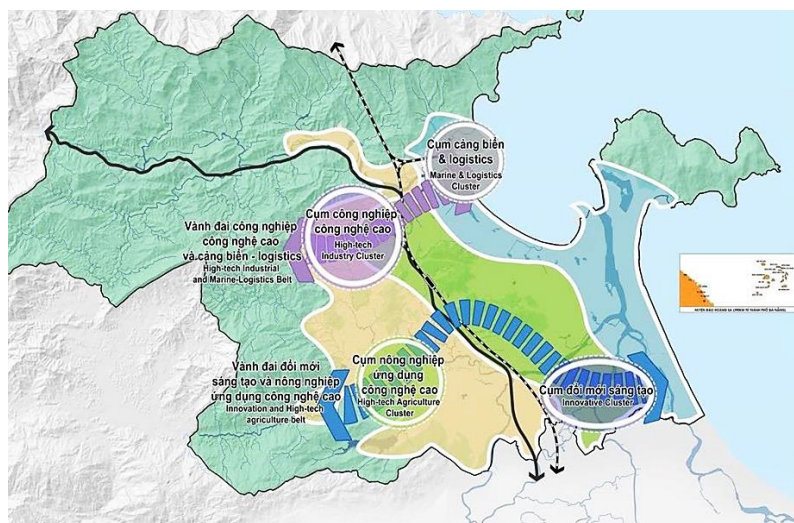 Cụm cảng biển
& logistics
Marine & Logistics
Cluster
Cụm công nghiệp
công nghệ cao
High-tech
Industry Cluster
Vành đai công nghiệp
công nghệ cao
và cảng biển - logistics
High-tech Industrial
and Marine-Logistics Belt
Vành đai đổi mới
sáng tạo và nông nghiệp
ứng dụng công nghệ cao
Innovation and High-tech
agriculture-belt
Cụm nông nghiệp
ứng dụng
công nghệ cao
High-tech Agriculture
Cluster
Cụm đổi mới sáng tạo
Innovative Cluster